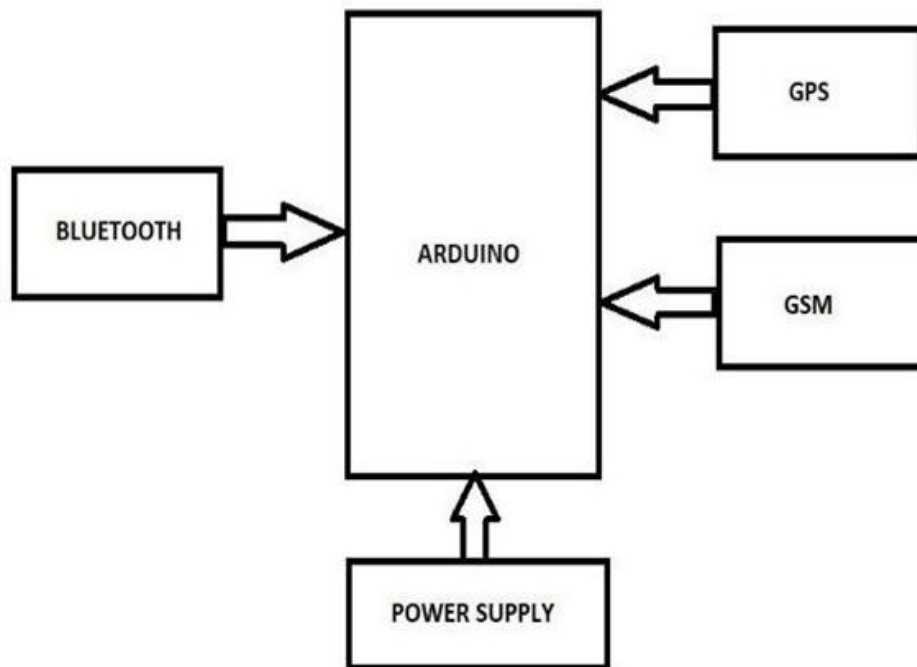 GPS
BLUETOOTH
ARDUINO
GSM
POWER SUPPLY